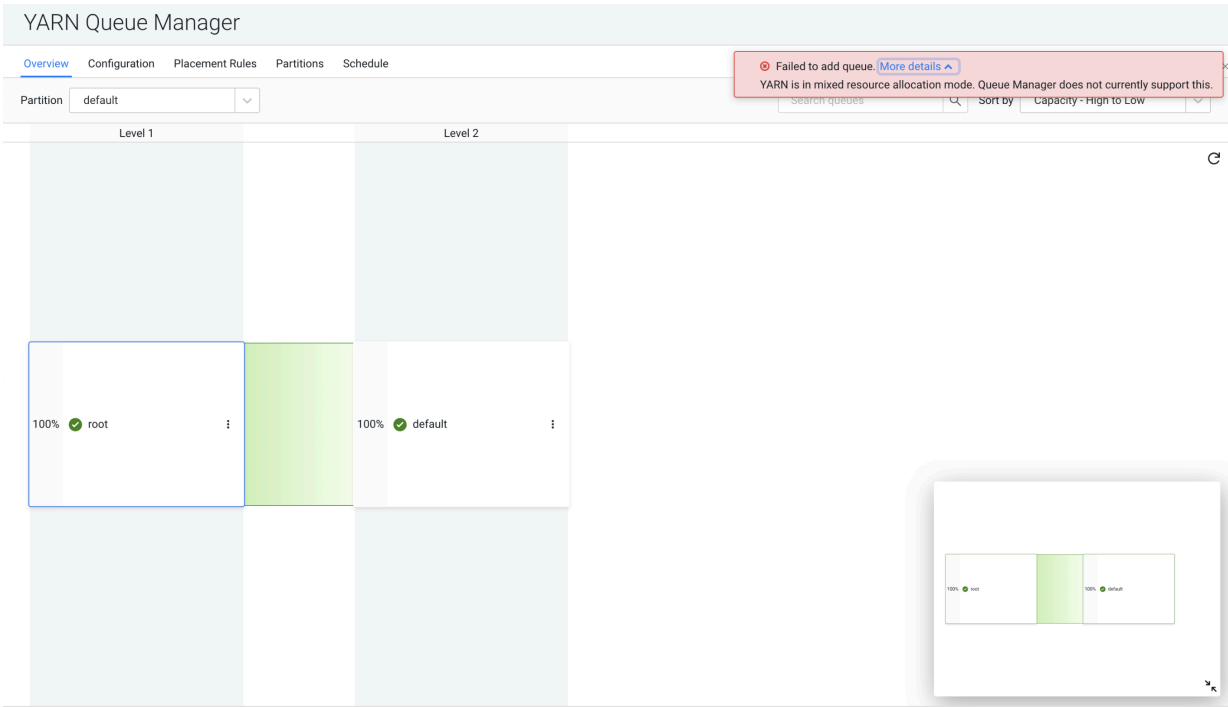 YARN Queue Manager
Overview Configuration Placement Rules Partitions Schedule
Failed to add queue. More details
YARN is in mixed resource allocation mode. Queue Manager does not currently support this.
Partition default Search queues Sort by Capacity - High to Low
Level 1 Level 2
100% root 100% default
100% root 100% default